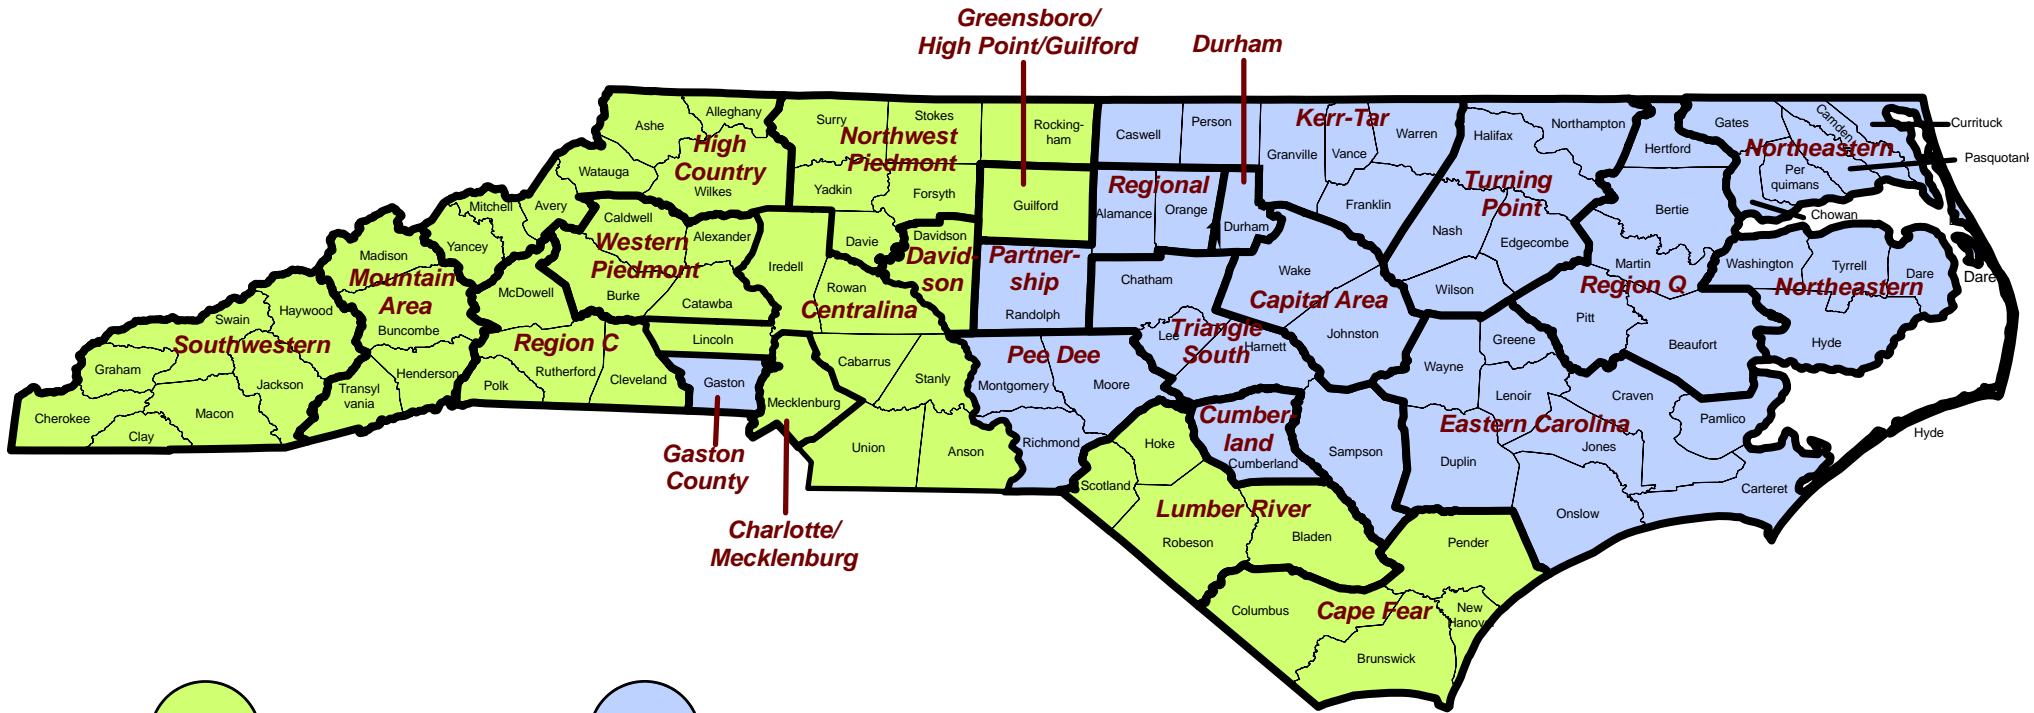 Greensboro/
High Point/Guilford
Durham
Ashe
Alleghany
Surry
Stokes
Rocking-
ham
Caswell
Person
Kerr-Tar
Granville
Vance
Warren
Halifax
Northampton
Hertford
Gates
Camden
Currituck
Pasquotank
Northeastern
High
Country
Northwest
Piedmont
Watauga
Wilkes
Yadkin
Forsyth
Guilford
Regional
Alamance
Orange
Durham
Franklin
Turning
Point
Nash
Edgecombe
Bertie
Per
quimans
Chowan
Mitchell
Avery
Yancey
Caldwell
Alexander
Western
Piedmont
Burke
Catawba
Iredell
Davie
Davidson
David-
son
Rowan
Centralina
Partner-
ship
Randolph
Chatham
Wake
Capital Area
Johnston
Wilson
Martin
Region Q
Pitt
Beaufort
Washington
Tyrrell
Dare
Dare
Northeastern
Hyde
Hyde
Madison
Mountain
Area
Buncombe
McDowell
Haywood
Swain
Southwestern
Graham
Jackson
Cherokee
Clay
Macon
Transyl
vania
Henderson
Region C
Polk
Rutherford
Cleveland
Lincoln
Gaston
Mecklenburg
Cabarrus
Stanly
Union
Anson
Pee Dee
Montgomery
Moore
Richmond
Lee
Triangle
South
Harnett
Cumber-
land
Cumberland
Sampson
Wayne
Greene
Lenoir
Craven
Pamlico
Eastern Carolina
Jones
Duplin
Onslow
Carteret
Gaston
County
Charlotte/
Mecklenburg
Hoke
Scotland
Lumber River
Robeson
Bladen
Pender
Columbus
Cape Fear
New
Hanover
Brunswick